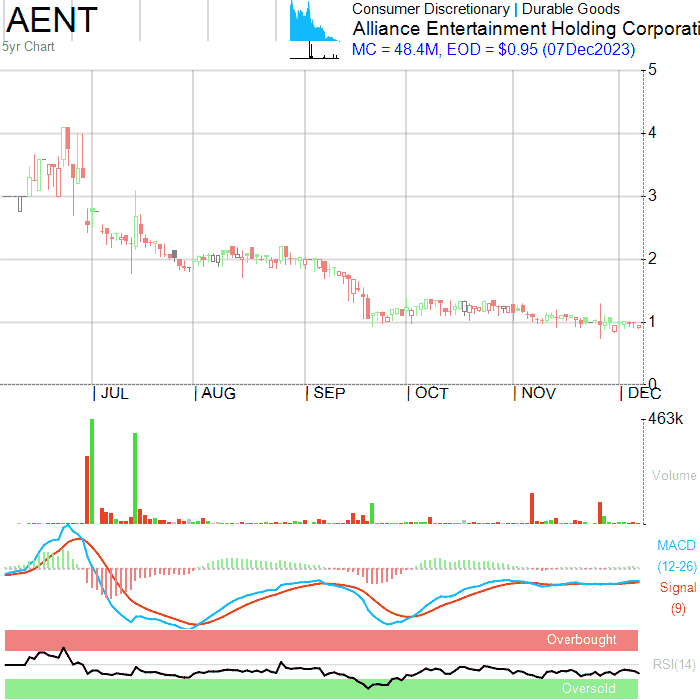 AENT
5yr Chart
Consumer Discretionary | Durable Goods
Alliance Entertainment Holding Corporati
MC = 48.4M, EOD = $0.95 (07Dec2023)
5
4
3
2
1
0
JUL AUG SEP OCT NOV DEC
463k
Volume
MACD
(12-26)
Signal
(9)
Overbought
RSI(14)
Oversold